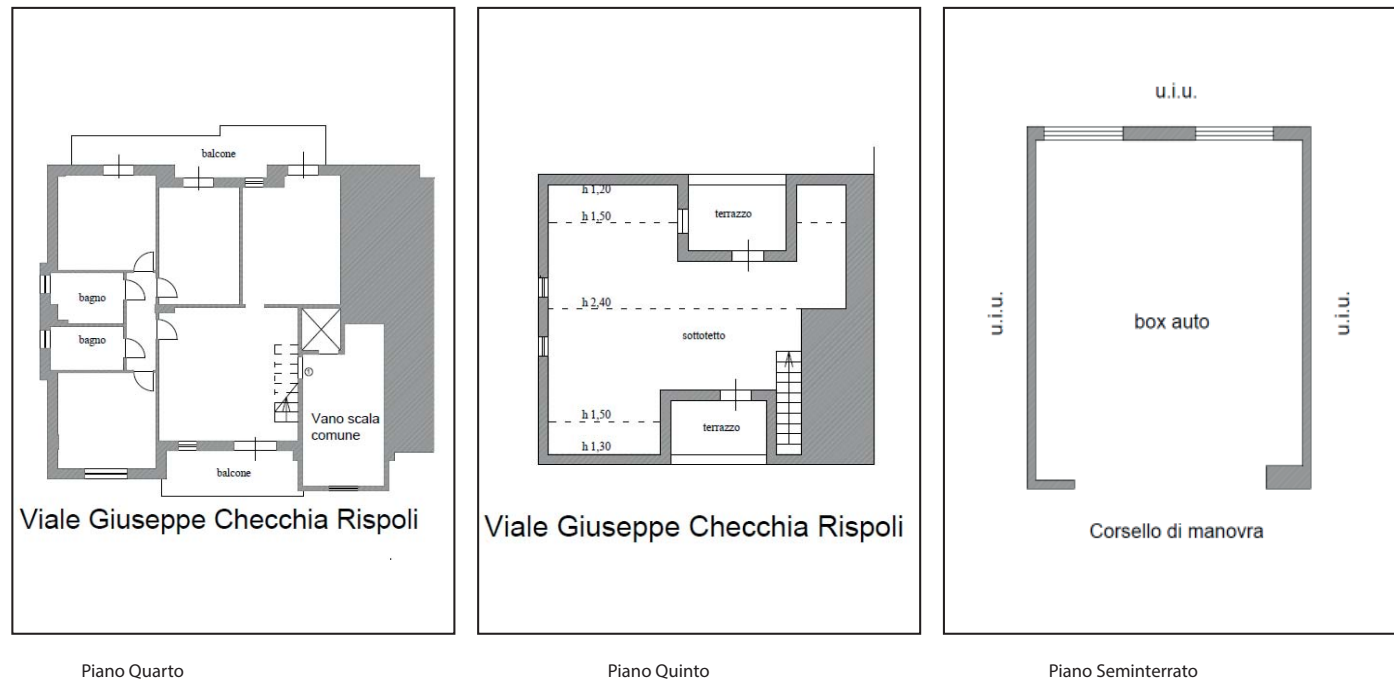 balcone
bagno
bagno
Vano scala
comune
balcone
Viale Giuseppe Checchia Rispoli
Piano Quarto
h 1,20
h 1,50
terrazzo
h 2,40
sottotetto
h 1,50
terrazzo
h 1,30
Viale Giuseppe Checchia Rispoli
Piano Quinto
u.i.u.
u.i.u.
box auto
u.i.u.
Corsello di manovra
Piano Seminterrato